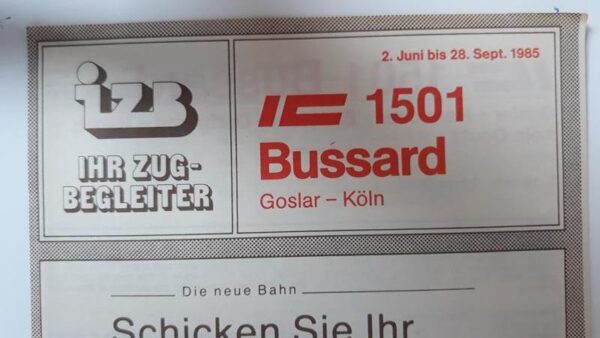 izb
IHR ZUG-
BEGLEITER
2. Juni bis 28. Sept. 1985
IC 1501
Bussard
Goslar – Köln
Die neue Bahn
Schicken Sie Ihr